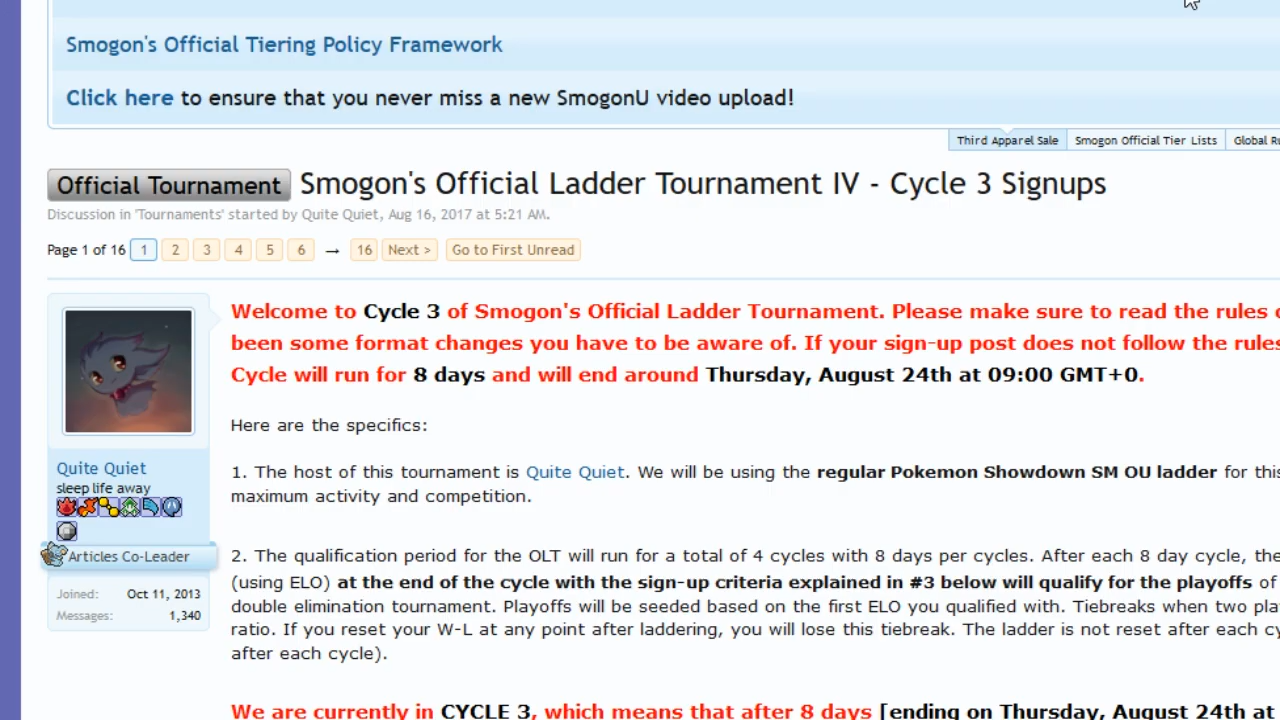 Smogon's Official Tiering Policy Framework
Click here to ensure that you never miss a new SmogonU video upload!
Third Apparel Sale Smogon Official Tier Lists Global
Official Tournament Smogon's Official Ladder Tournament IV - Cycle 3 Signups
Discussion in 'Tournaments' started by Quite Quiet, Aug 16, 2017 at 5:21 AM.
Page 1 of 16 1 2 3 4 5 6 → 16 Next > Go to First Unread
Welcome to Cycle 3 of Smogon's Official Ladder Tournament. Please make sure to read the rules
been some format changes you have to be aware of. If your sign-up post does not follow the rules
Cycle will run for 8 days and will end around Thursday, August 24th at 09:00 GMT+0.
Here are the specifics:
1. The host of this tournament is Quite Quiet. We will be using the regular Pokemon Showdown SM OU ladder for this
maximum activity and competition.
Quite Quiet
sleep life away
Articles Co-Leader
Joined: Oct 11, 2013
Messages: 1,340
2. The qualification period for the OLT will run for a total of 4 cycles with 8 days per cycles. After each 8 day cycle, the
(using ELO) at the end of the cycle with the sign-up criteria explained in #3 below will qualify for the playoffs of
double elimination tournament. Playoffs will be seeded based on the first ELO you qualified with. Tiebreaks when two
ratio. If you reset your W-L at any point after laddering, you will lose this tiebreak. The ladder is not reset after each
after each cycle).
We are currently in CYCLE 3, which means that after 8 days [ending on Thursday, August 24th at